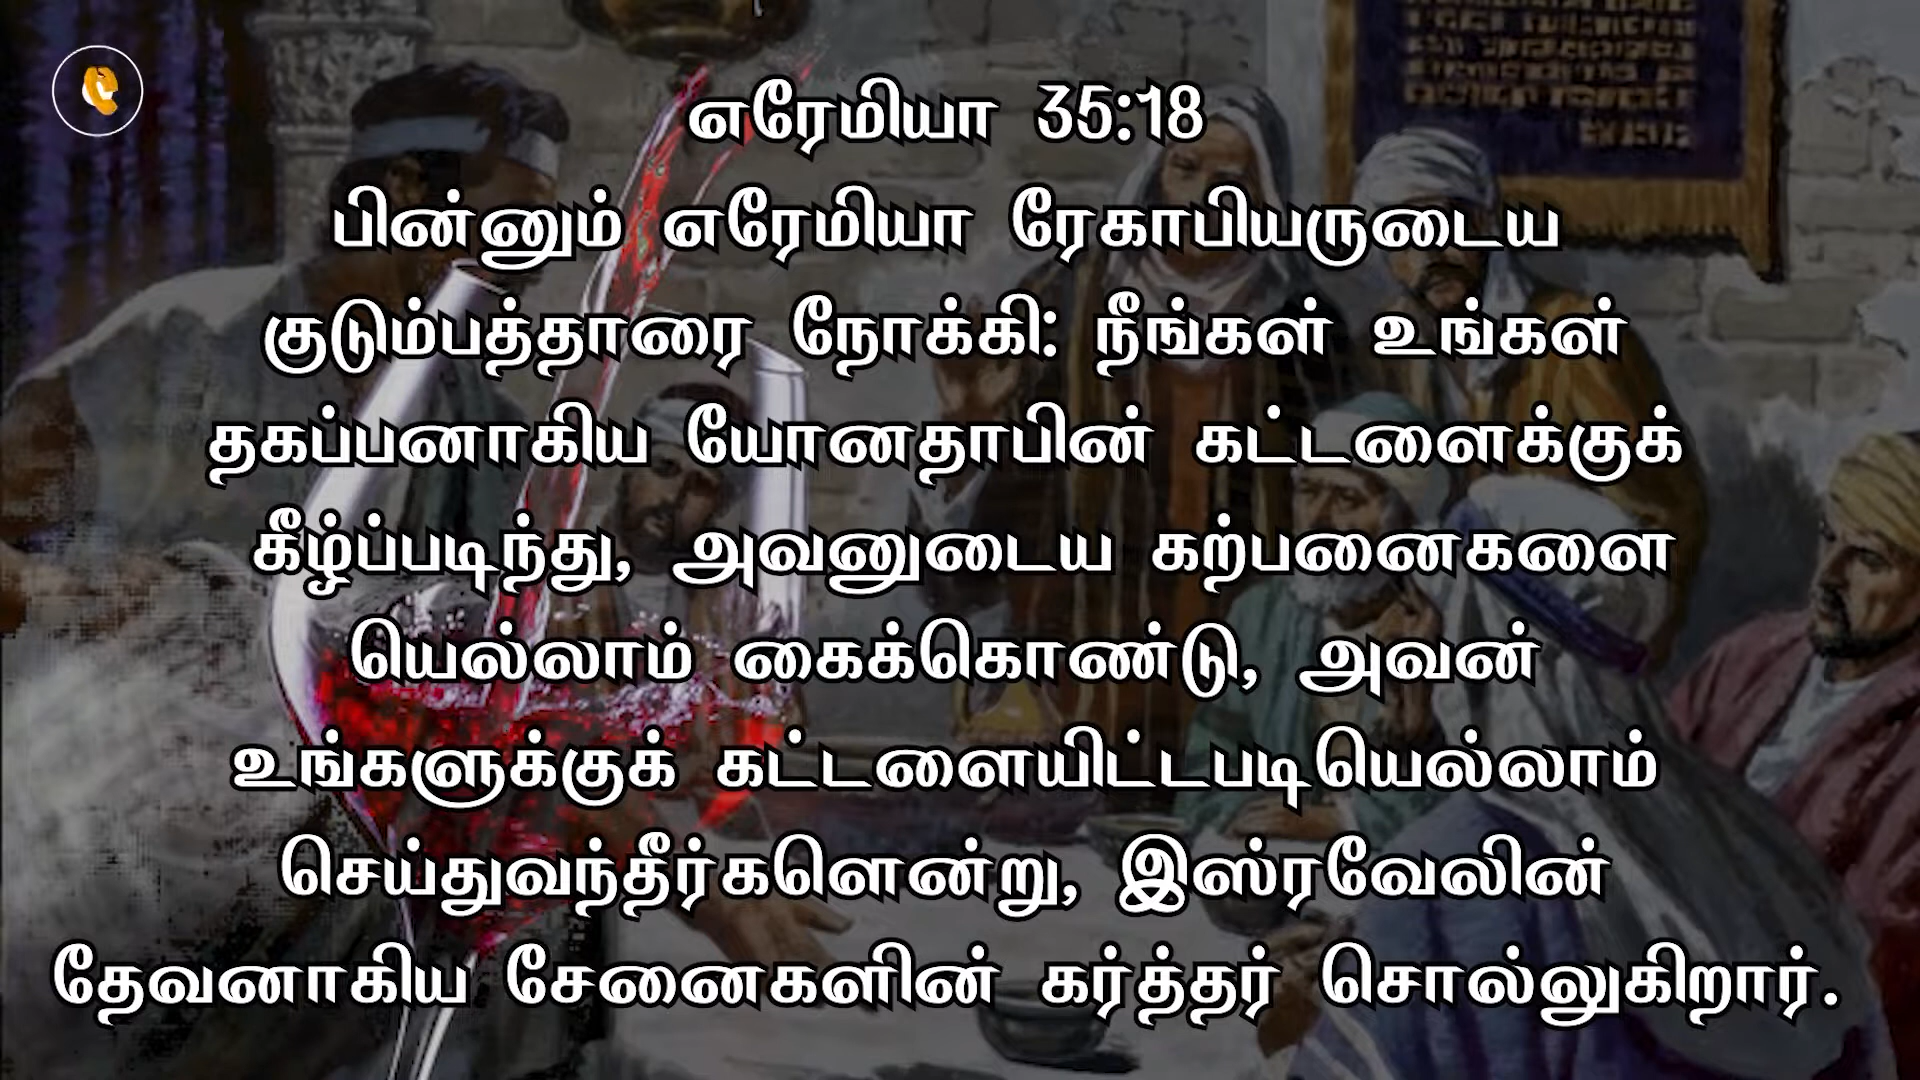 எரேமியா 35:18
பின்னும் எரேமியா ரேகாபியருடைய
குடும்பத்தாரை நோக்கி: நீங்கள் உங்கள்
தகப்பனாகிய யோனதாபின் கட்டளைக்குக்
கீழ்ப்படிந்து, அவனுடைய கற்பனைகளை
யெல்லாம் கைக்கொண்டு, அவன்
உங்களுக்குக் கட்டளையிட்டபடியெல்லாம்
செய்துவந்தீர்களென்று, இஸ்ரவேலின்
தேவனாகிய சேனைகளின் கர்த்தர் சொல்லுகிறார்.